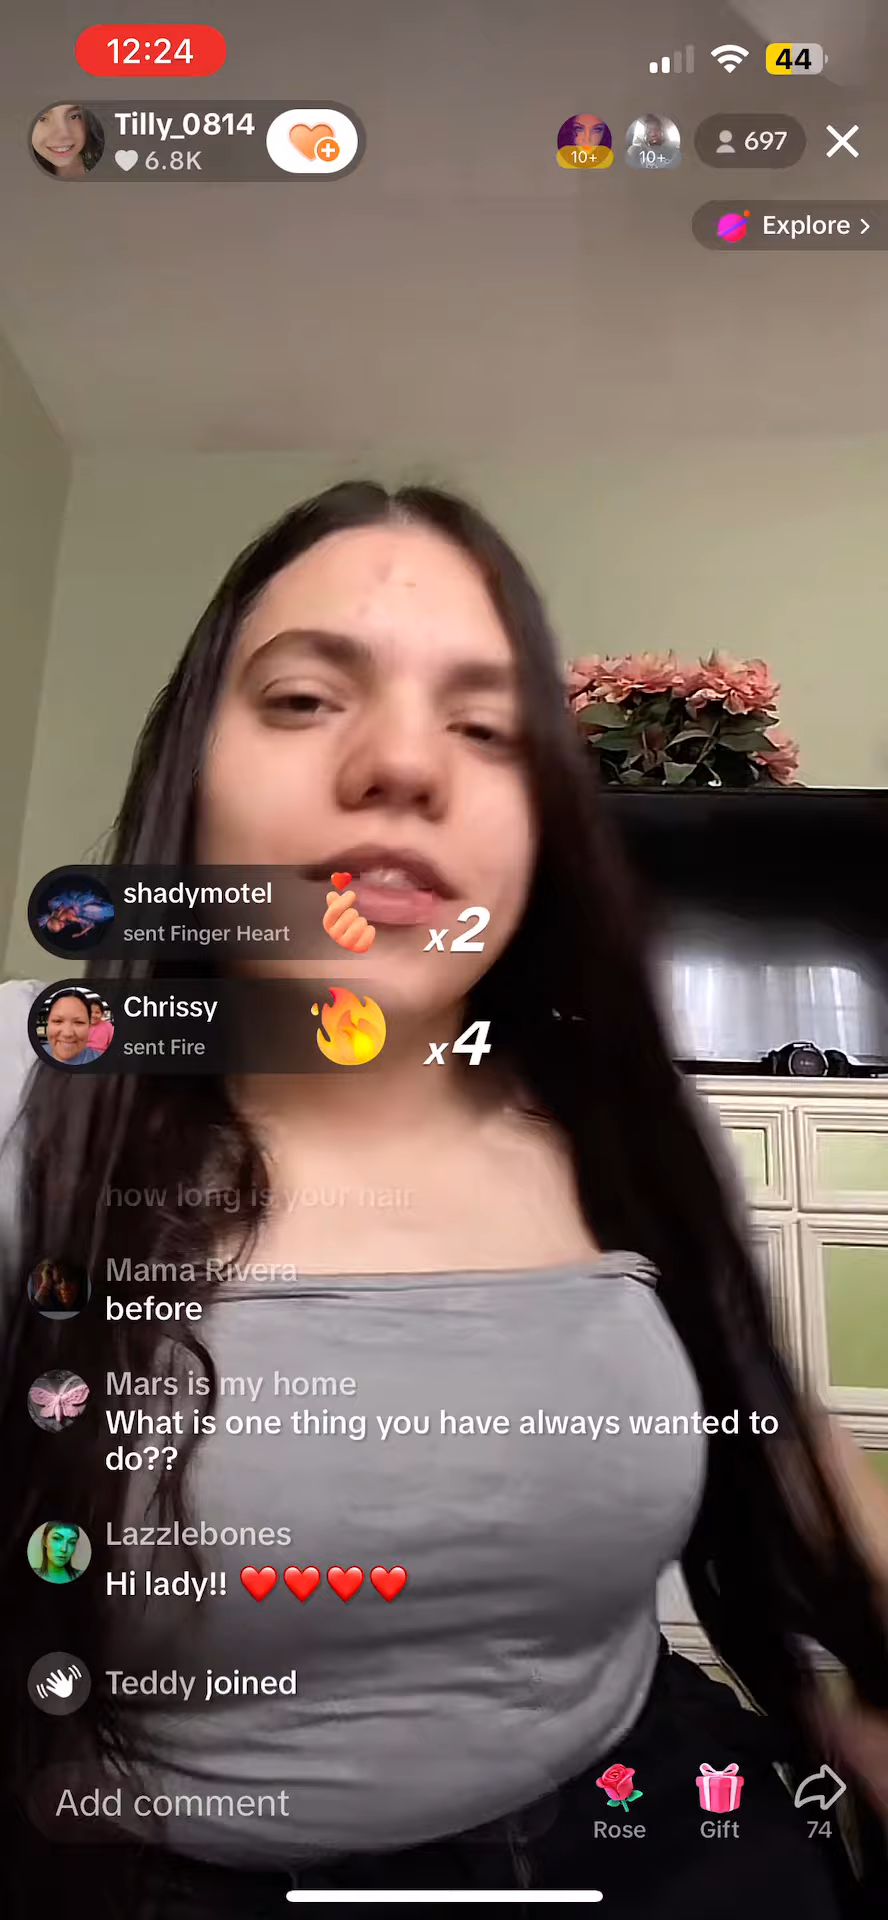 12:24
44
Tilly_0814
6.8K
10+
10+
697
Explore >
shadymotel
sent Finger Heart
x2
Chrissy
sent Fire
x4
how long is your hair
Mama Rivera
before
Mars is my home
What is one thing you have always wanted to
do??
Lazzlebones
Hi lady!! ❤️❤️❤️❤️
Teddy joined
Add comment
Rose
Gift
74